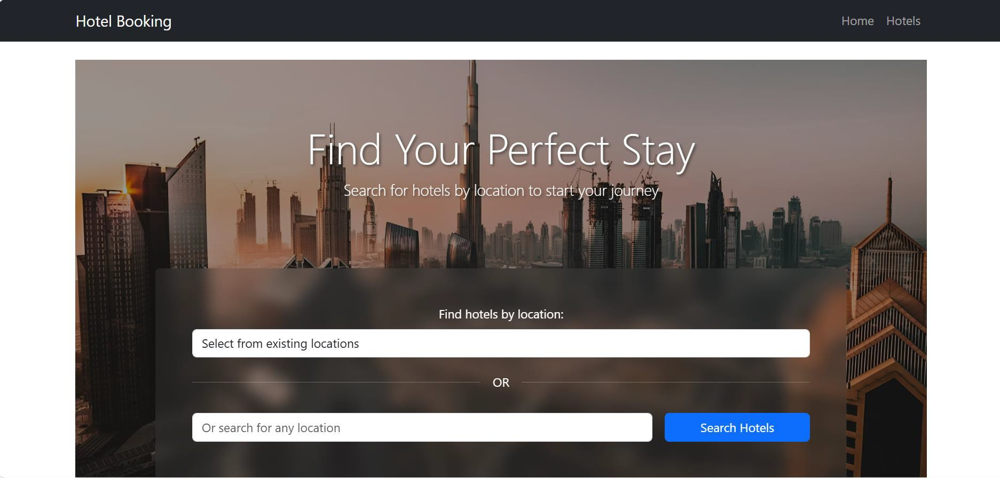 Hotel Booking
Home Hotels
Find Your Perfect Stay
Search for hotels by location to start your journey
Find hotels by location:
Select from existing locations
OR
Or search for any location
Search Hotels